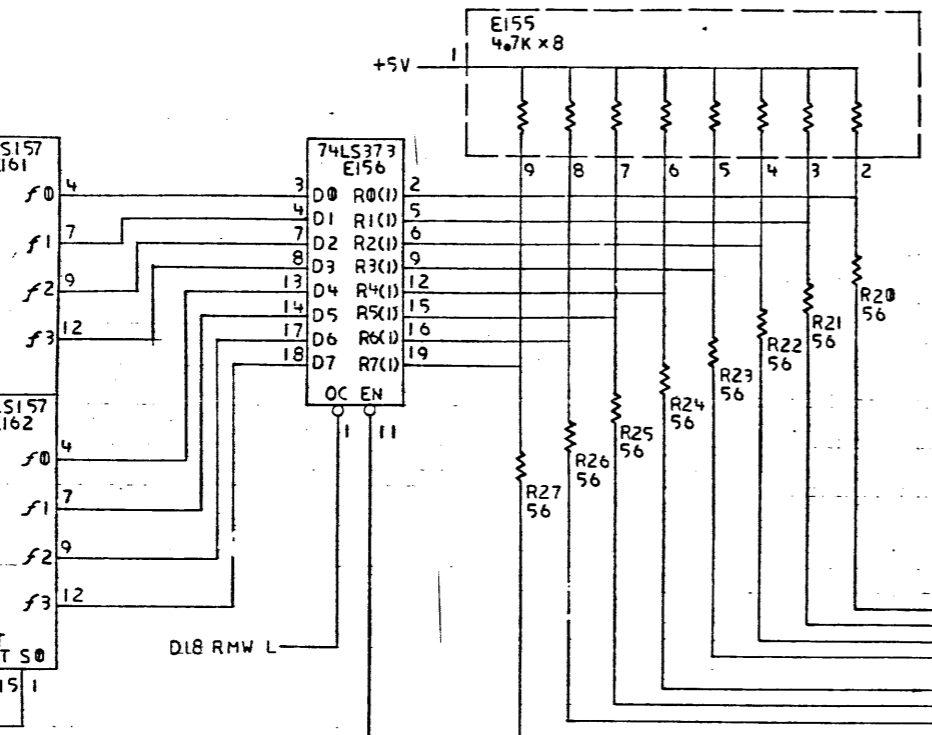 E155
4.7K x 8
+5V 1
9 8 7 6 5 4 3 2
S157
161
f0 4
f1 7
f2 9
f3 12
74LS373
E156
3 D0 R0(1) 2
4 D1 R1(1) 5
7 D2 R2(1) 6
8 D3 R3(1) 9
13 D4 R4(1) 12
14 D5 R5(1) 15
17 D6 R6(1) 16
18 D7 R7(1) 19
OC EN
1 11
R20
56
R21
56
R22
56
R23
56
R24
56
R25
56
R26
56
R27
56
LS157
162
f0 4
f1 7
f2 9
f3 12
T S0
15 1
D18 RMW L